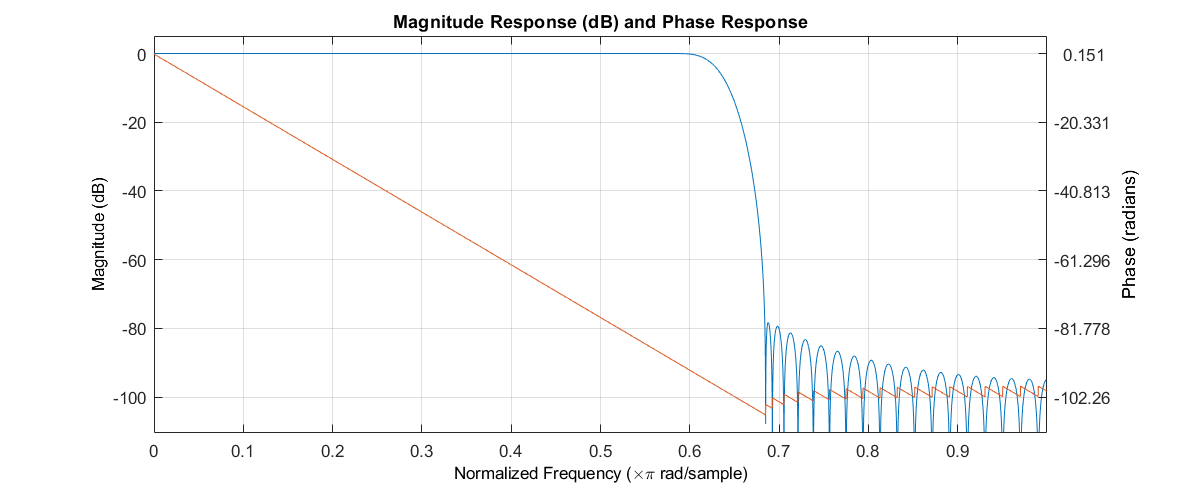 Magnitude Response (dB) and Phase Response
0
-20
-40
-60
-80
-100
Magnitude (dB)
0.151
-20.331
-40.813
-61.296
-81.778
-102.26
Phase (radians)
0 0.1 0.2 0.3 0.4 0.5 0.6 0.7 0.8 0.9
Normalized Frequency (×π rad/sample)